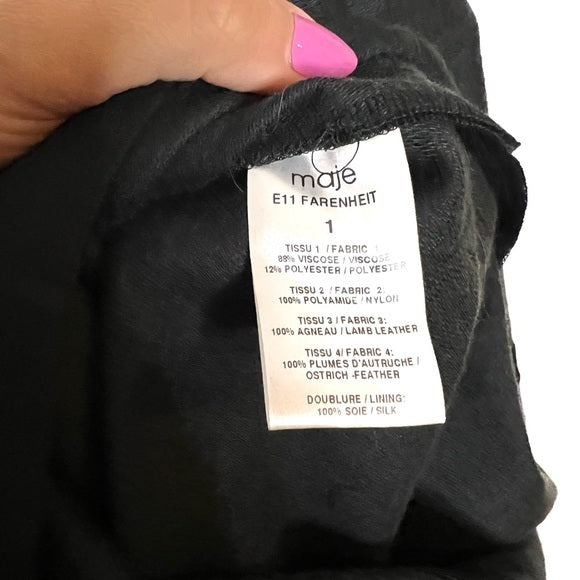 maje
E11 FARENHEIT
1
TISSU 1 / FABRIC 1
88% VISCOSE / VISCOSE
12% POLYESTER / POLYESTER
TISSU 2 / FABRIC 2:
100% POLYAMIDE / NYLON
TISSU 3 / FABRIC 3:
100% AGNEAU / LAMB LEATHER
TISSU 4 / FABRIC 4:
100% PLUMES D'AUTRUCHE /
OSTRICH -FEATHER
DOUBLURE / LINING:
100% SOIE / SILK